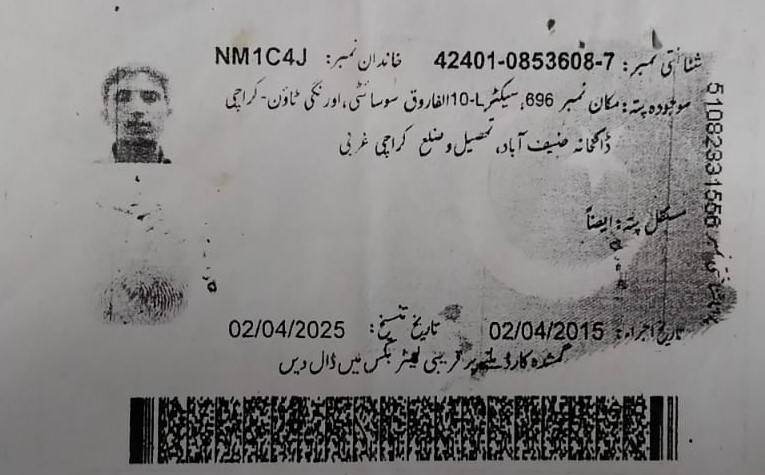 شناختی نمبر: 42401-0853608-7 خاندان نمبر: NM1C4J
موجودہ پتہ: مکان نمبر 696، سیکٹر 10-L الفاروق سوسائٹی، اورنگی ٹاؤن، کراچی
ڈاکخانہ حنیف آباد، تحصیل و ضلع کراچی غربی
مستقل پتہ: ایضاً
تاریخ اجراء: 02/04/2015 تاریخ تنسیخ: 02/04/2025
گمشدہ کارڈ ملنے پر قریبی لیٹر بکس میں ڈال دیں
51082331556